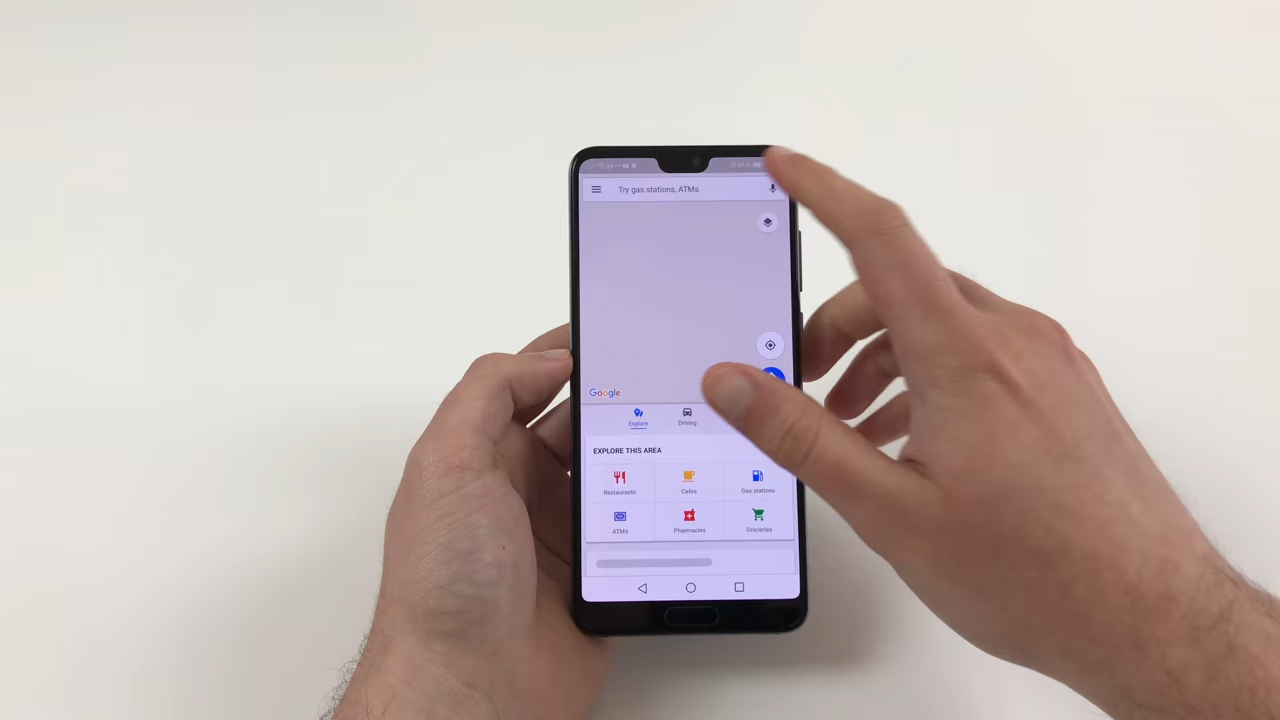 Try gas stations, ATMs
Google
Explore
Driving
EXPLORE THIS AREA
Restaurants
Cafes
Gas stations
ATMs
Pharmacies
Groceries